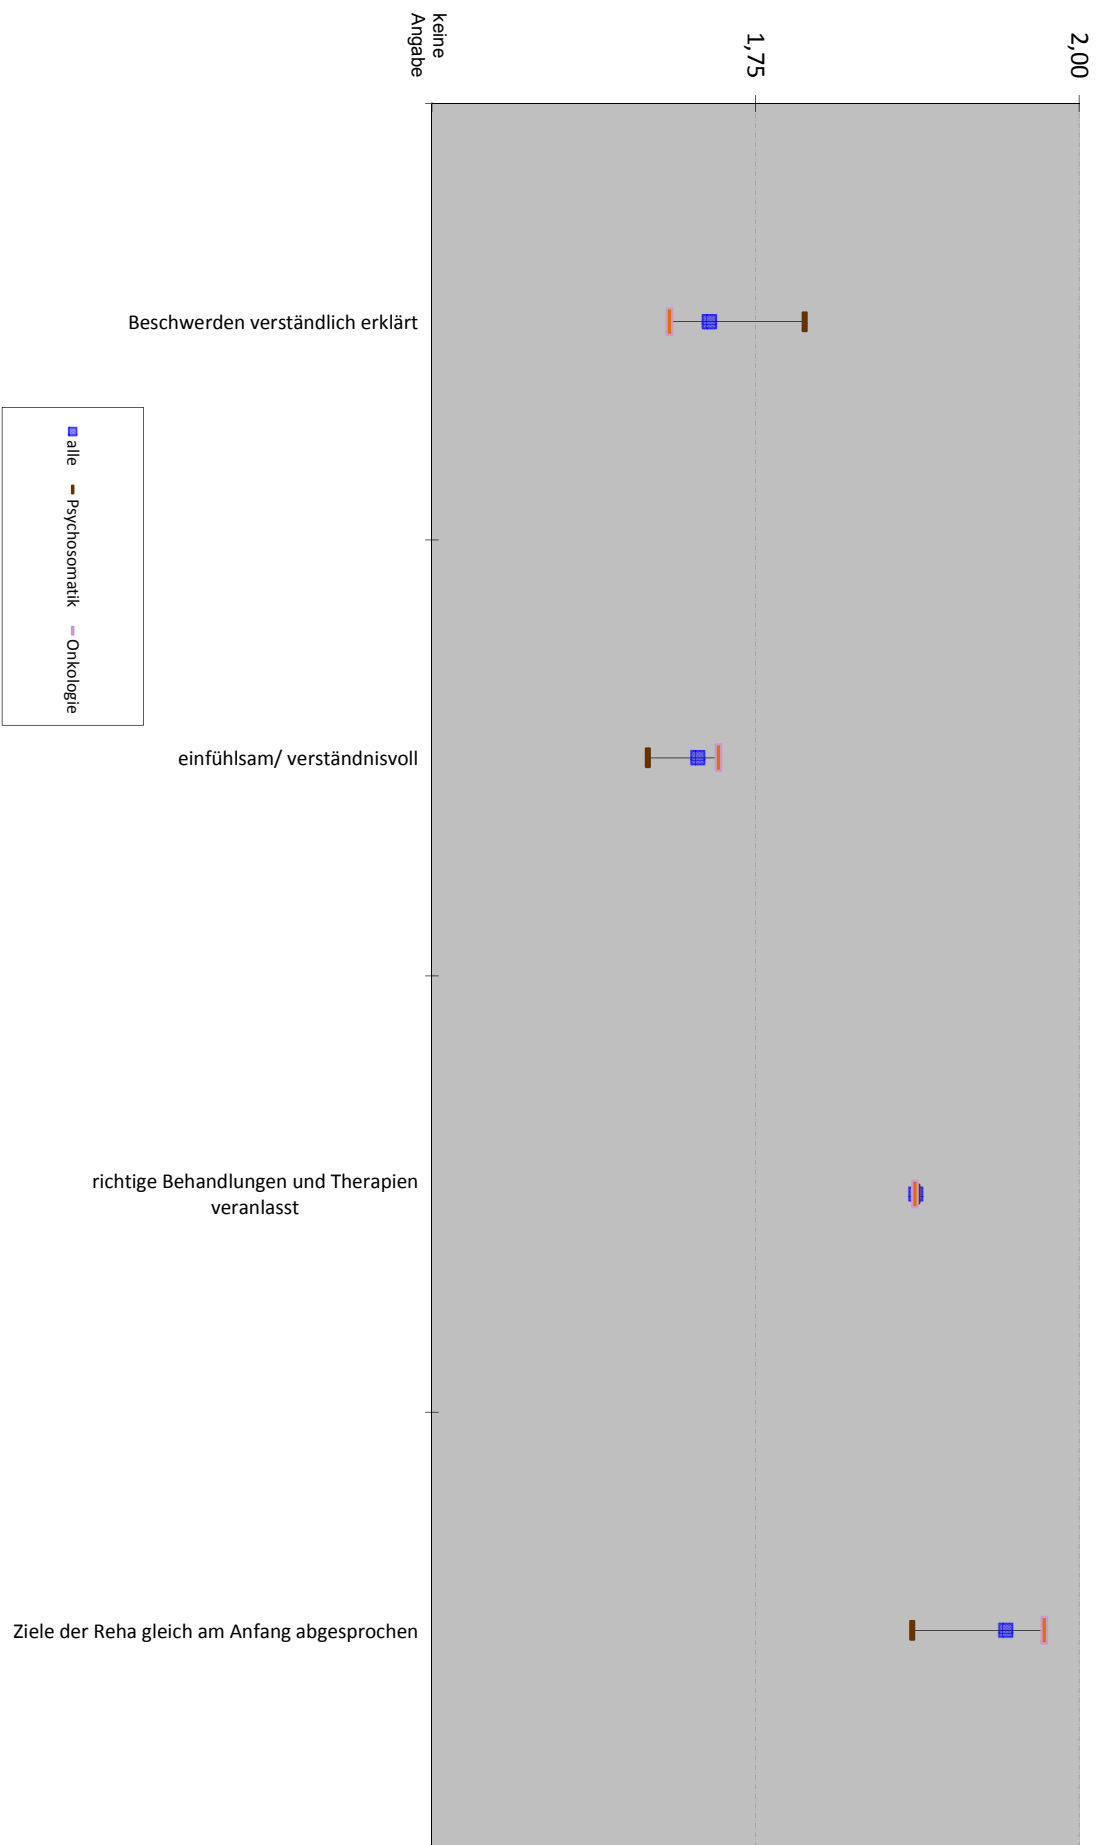 2,00
1,75
keine
Angabe
Beschwerden verständlich erklärt
einfühlsam/ verständnisvoll
richtige Behandlungen und Therapien
veranlasst
Ziele der Reha gleich am Anfang abgesprochen
alle Psychosomatik Onkologie